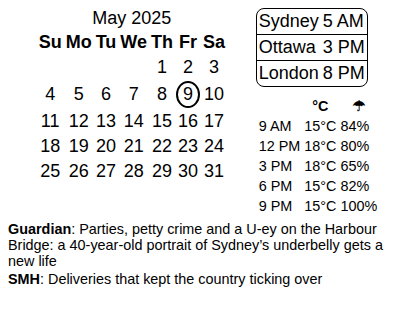 May 2025
Su Mo Tu We Th Fr Sa
1 2 3
4 5 6 7 8 9 10
11 12 13 14 15 16 17
18 19 20 21 22 23 24
25 26 27 28 29 30 31
Sydney 5 AM
Ottawa 3 PM
London 8 PM
°C ☂
9 AM 15°C 84%
12 PM 18°C 80%
3 PM 18°C 65%
6 PM 15°C 82%
9 PM 15°C 100%
Guardian: Parties, petty crime and a U-ey on the Harbour
Bridge: a 40-year-old portrait of Sydney’s underbelly gets a
new life
SMH: Deliveries that kept the country ticking over